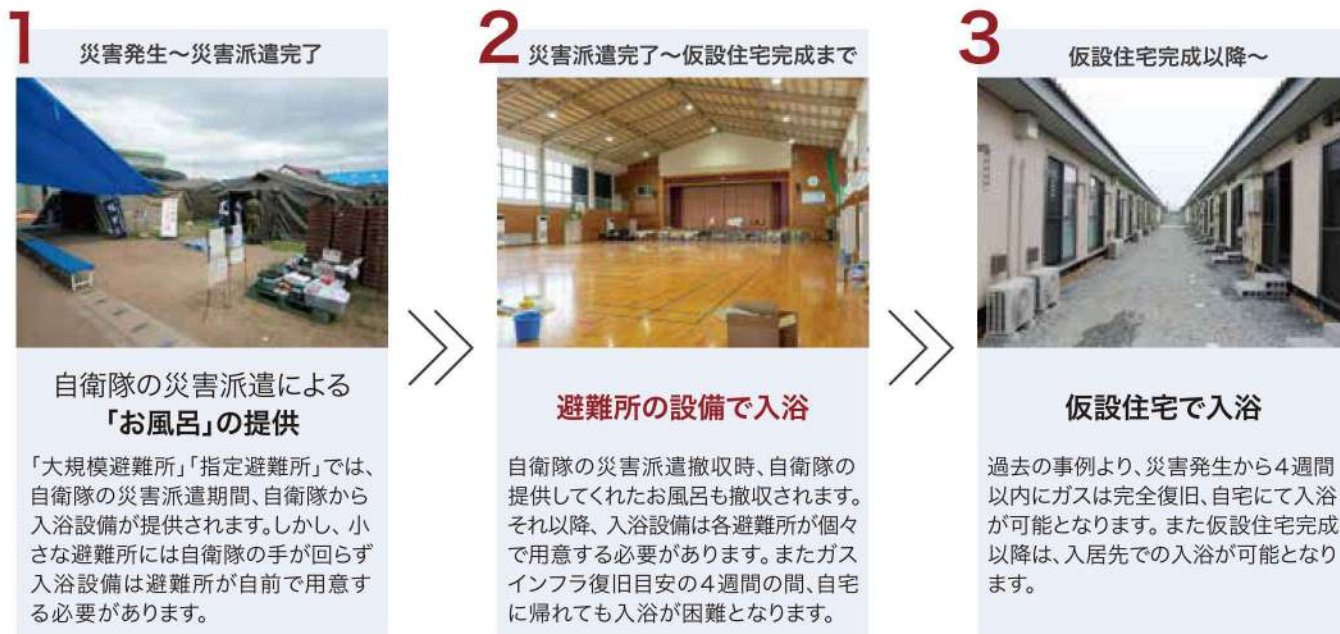 1
災害発生〜災害派遣完了
自衛隊の災害派遣による
「お風呂」の提供
「大規模避難所」「指定避難所」では、
自衛隊の災害派遣期間、自衛隊から
入浴設備が提供されます。しかし、小
さな避難所には自衛隊の手が回らず
入浴設備は避難所が自前で用意す
る必要があります。
2
災害派遣完了〜仮設住宅完成まで
避難所の設備で入浴
自衛隊の災害派遣撤収時、自衛隊の
提供してくれたお風呂も撤収されます。
それ以降、入浴設備は各避難所が個々
で用意する必要があります。またガス
インフラ復旧目安の4週間の間、自宅
に帰れても入浴が困難となります。
3
仮設住宅完成以降〜
仮設住宅で入浴
過去の事例より、災害発生から4週間
以内にガスは完全復旧、自宅にて入浴
が可能となります。また仮設住宅完成
以降は、入居先での入浴が可能となり
ます。